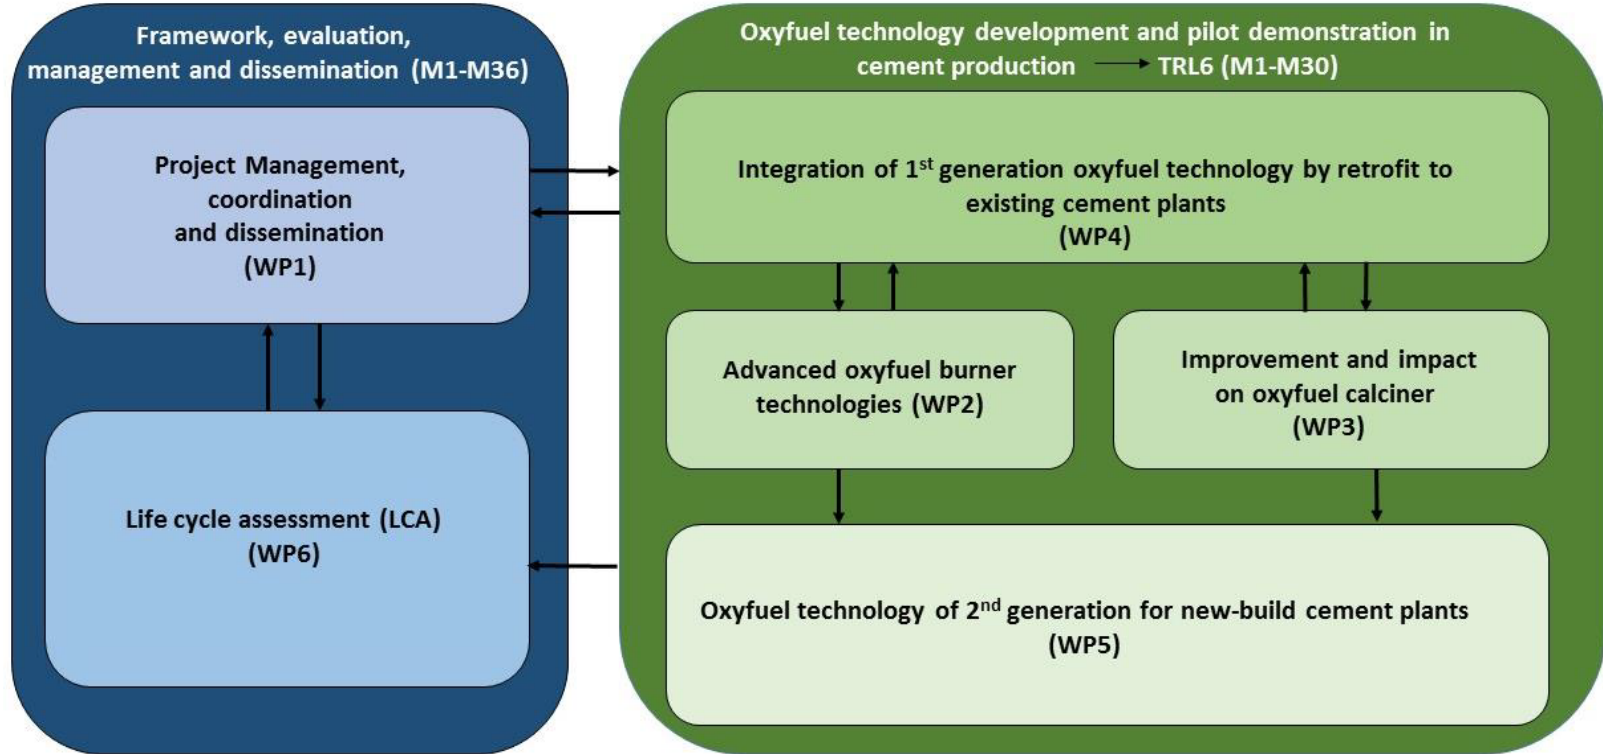 Framework, evaluation,
management and dissemination (M1-M36)
Project Management,
coordination
and dissemination
(WP1)
Life cycle assessment (LCA)
(WP6)
Oxyfuel technology development and pilot demonstration in
cement production → TRL6 (M1-M30)
Integration of 1st generation oxyfuel technology by retrofit to
existing cement plants
(WP4)
Advanced oxyfuel burner
technologies (WP2)
Improvement and impact
on oxyfuel calciner
(WP3)
Oxyfuel technology of 2nd generation for new-build cement plants
(WP5)